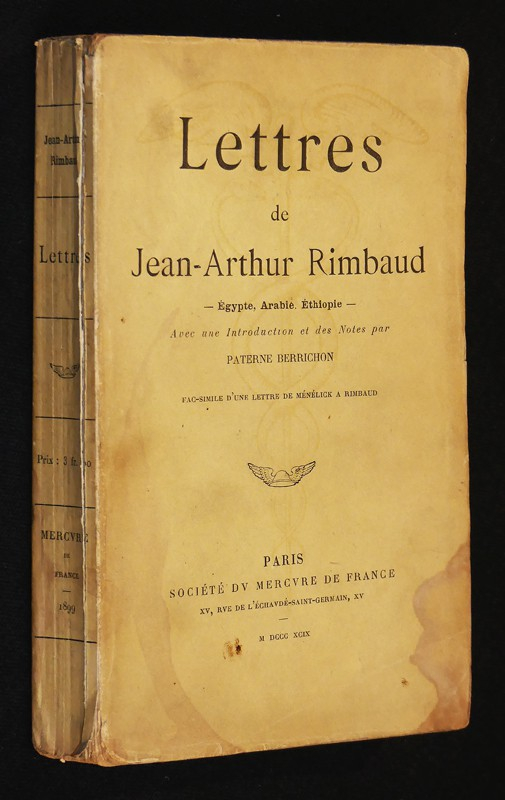 Jean-Arthur
Rimbaud
Lettres
Prix : 3 fr. 50
MERCVRE
DE
FRANCE
1899
Lettres
de
Jean-Arthur Rimbaud
— Égypte, Arabie, Éthiopie —
Avec une Introduction et des Notes par
PATERNE BERRICHON
FAC-SIMILE D'UNE LETTRE DE MÉNÉLICK A RIMBAUD
PARIS
SOCIÉTÉ DV MERCVRE DE FRANCE
XV, RVE DE L'ÉCHAVDÉ-SAINT-GERMAIN, XV
—
M DCCC XCIX